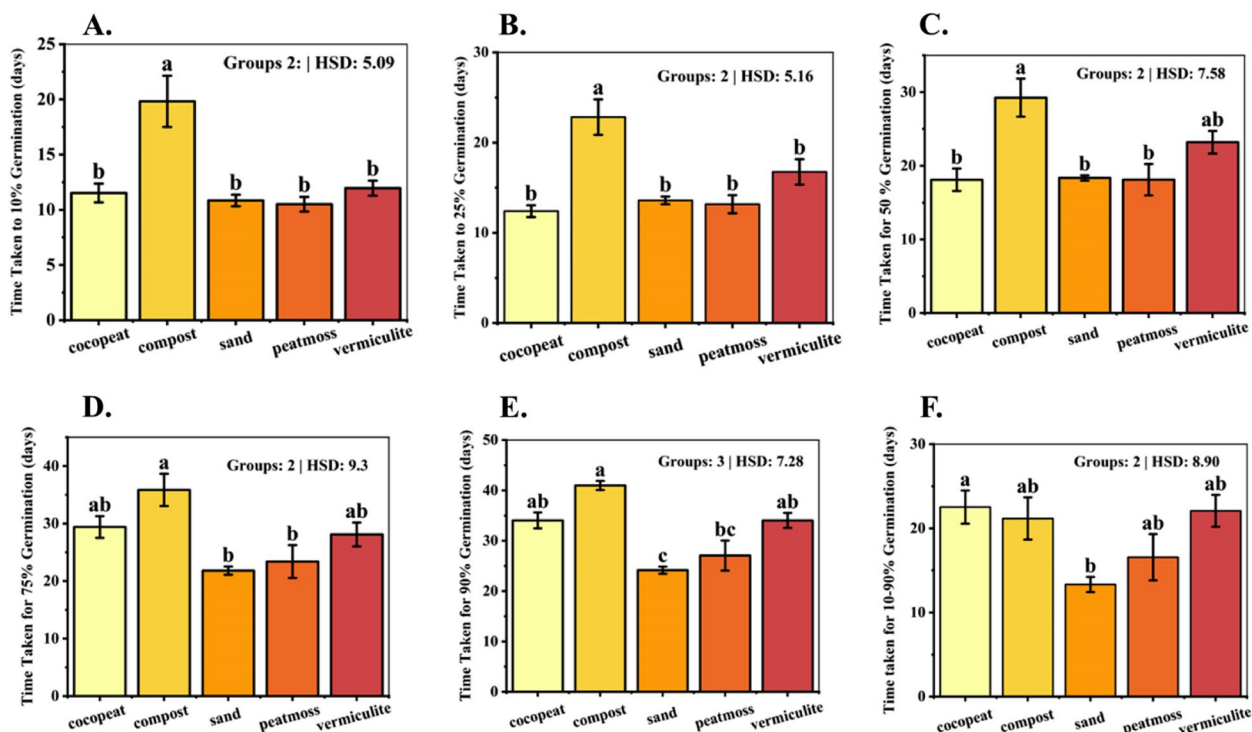 A.
Time Taken to 10% Germination (days)
25
20
15
10
5
0
Groups 2: | HSD: 5.09
b
a
b
b
b
cocopeat
compost
sand
peatmoss
vermiculite
B.
Time Taken to 25% Germination (days)
30
20
10
0
Groups: 2 | HSD: 5.16
b
a
b
b
b
cocopeat
compost
sand
peatmoss
vermiculite
C.
Time Taken for 50 % Germination (days)
30
20
10
0
Groups: 2 | HSD: 7.58
b
a
b
b
ab
cocopeat
compost
sand
peatmoss
vermiculite
D.
Time Taken for 75% Germination (days)
40
30
20
10
0
Groups: 2 | HSD: 9.3
ab
a
b
b
ab
cocopeat
compost
sand
peatmoss
vermiculite
E.
Time Taken for 90% Germination (days)
50
40
30
20
10
0
Groups: 3 | HSD: 7.28
ab
a
c
bc
ab
cocopeat
compost
sand
peatmoss
vermiculite
F.
Time taken for 10-90% Germination (days)
30
20
10
0
Groups: 2 | HSD: 8.90
a
ab
b
ab
ab
cocopeat
compost
sand
peatmoss
vermiculite